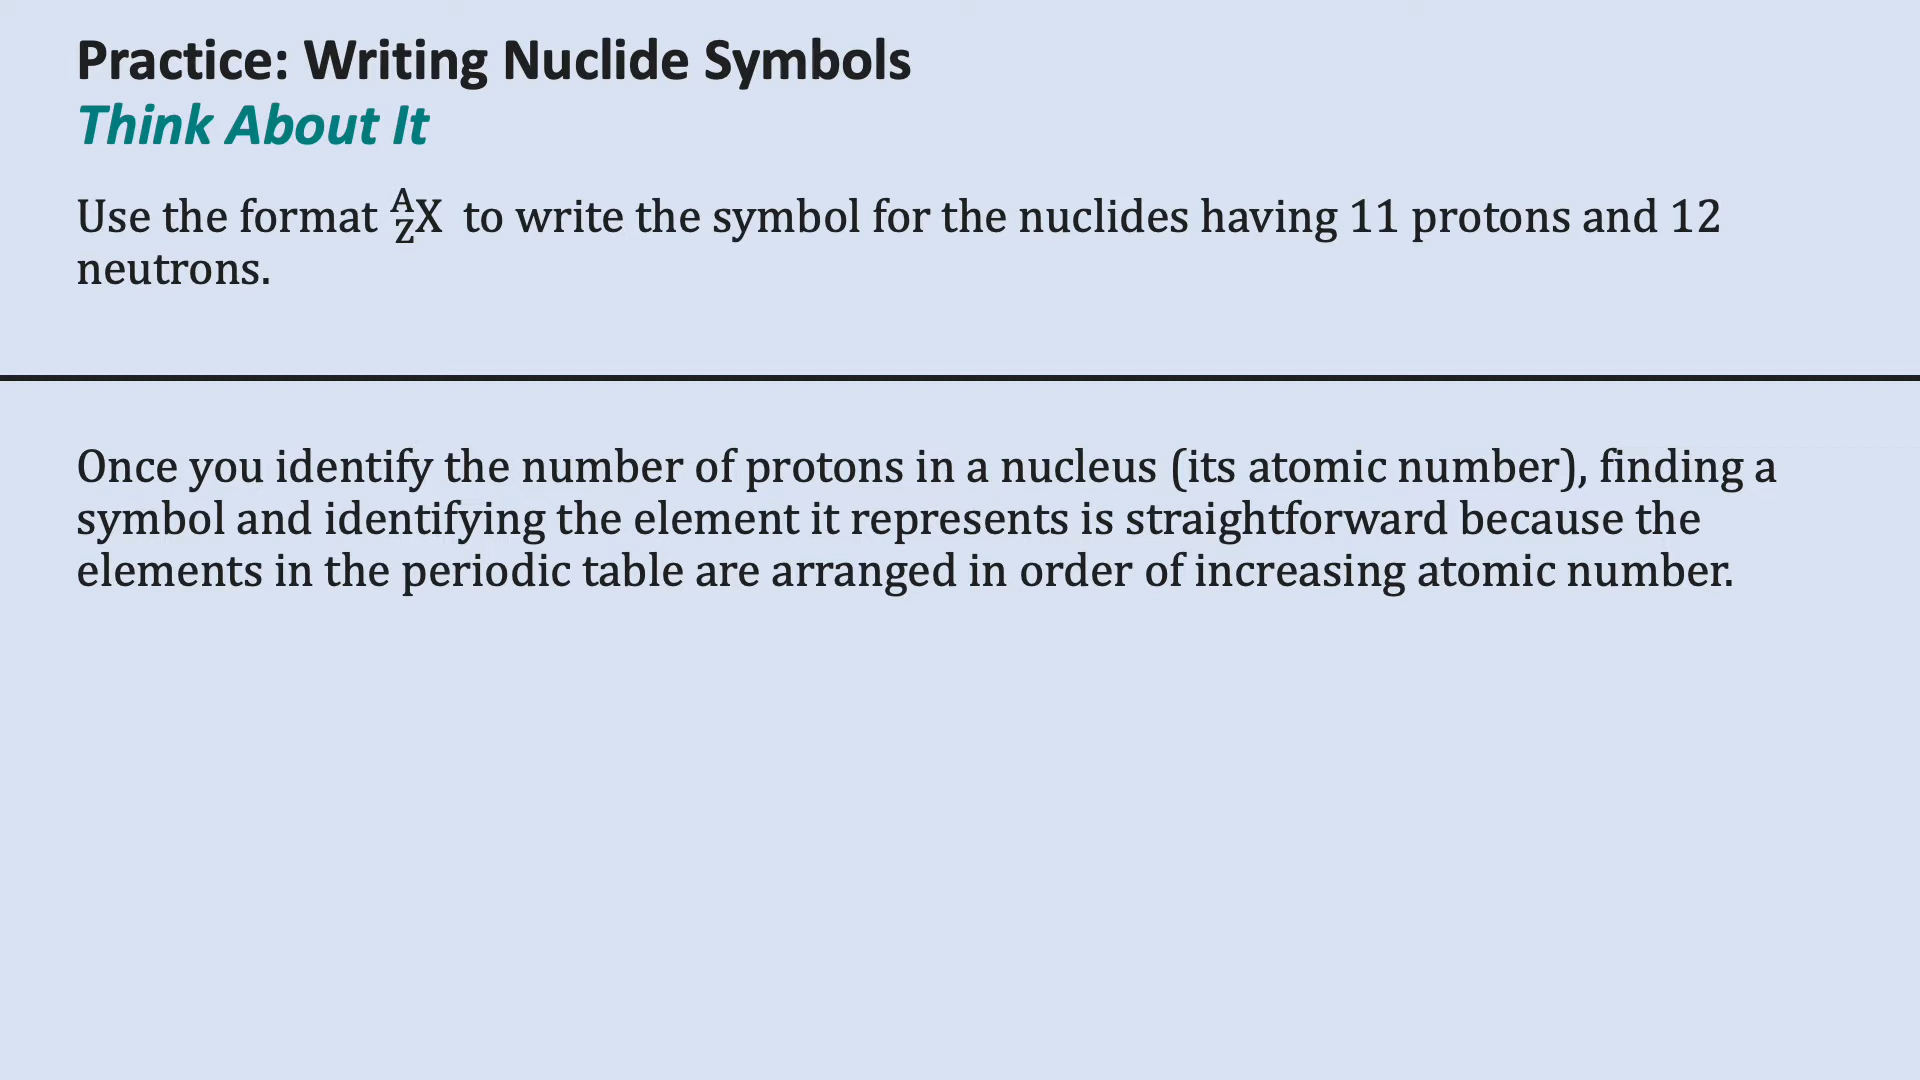 Practice: Writing Nuclide Symbols
Think About It
Use the format $^{A}_{Z}$X to write the symbol for the nuclides having 11 protons and 12
neutrons.
Once you identify the number of protons in a nucleus (its atomic number), finding a
symbol and identifying the element it represents is straightforward because the
elements in the periodic table are arranged in order of increasing atomic number.